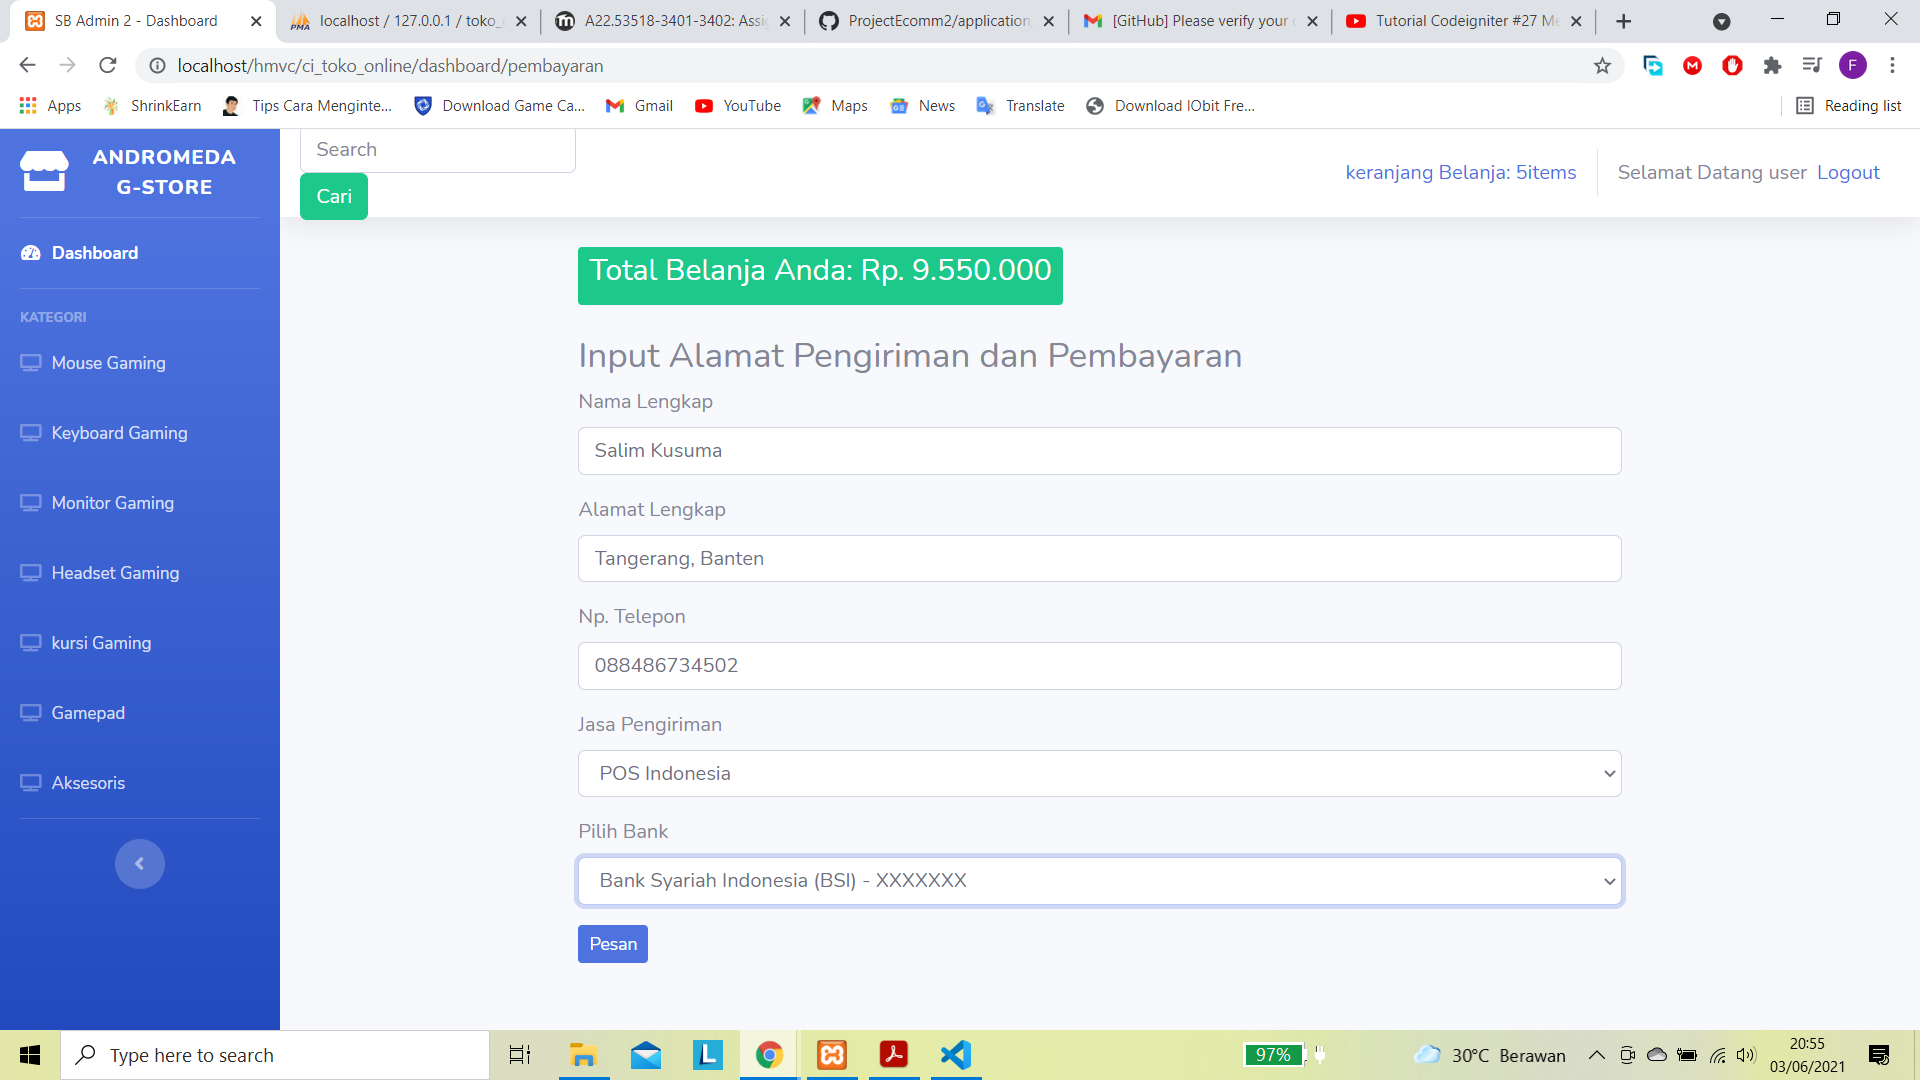 SB Admin 2 - Dashboard
localhost / 127.0.0.1 / toko_
A22.53518-3401-3402: Assi
ProjectEcomm2/application
[GitHub] Please verify your
Tutorial Codeigniter #27 Me
localhost/hmvc/ci_toko_online/dashboard/pembayaran
F
Apps
ShrinkEarn
Tips Cara Menginte...
Download Game Ca...
Gmail
YouTube
Maps
News
Translate
Download IObit Fre...
Reading list
ANDROMEDA
G-STORE
Search
Cari
keranjang Belanja: 5items
Selamat Datang user
Logout
Dashboard
KATEGORI
Mouse Gaming
Keyboard Gaming
Monitor Gaming
Headset Gaming
kursi Gaming
Gamepad
Aksesoris
Total Belanja Anda: Rp. 9.550.000
Input Alamat Pengiriman dan Pembayaran
Nama Lengkap
Salim Kusuma
Alamat Lengkap
Tangerang, Banten
Np. Telepon
088486734502
Jasa Pengiriman
POS Indonesia
Pilih Bank
Bank Syariah Indonesia (BSI) - XXXXXXX
Pesan
Type here to search
L
97%
30°C Berawan
20:55
03/06/2021